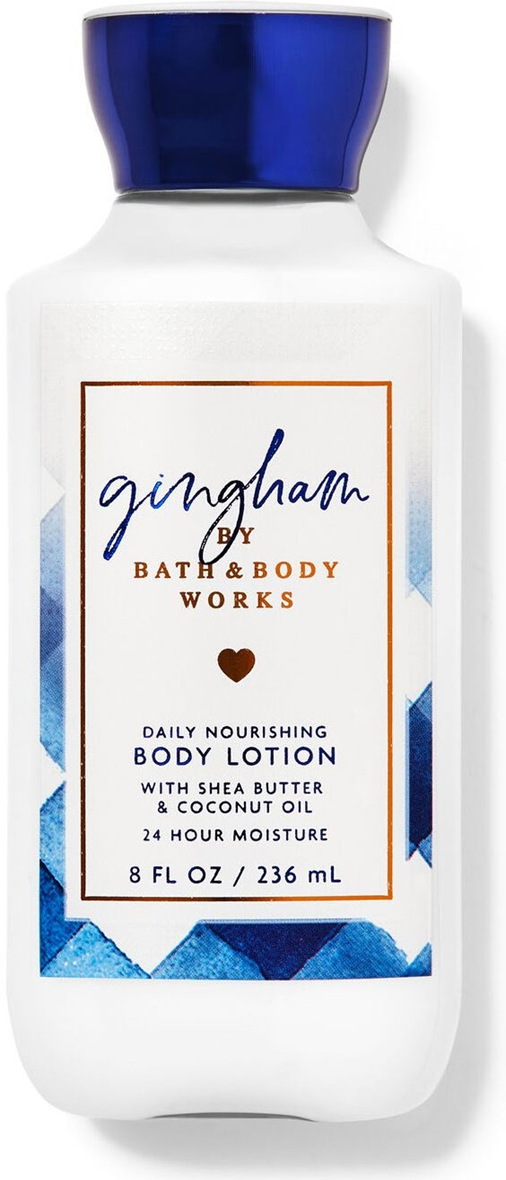 gingham
BY
BATH & BODY
WORKS
DAILY NOURISHING
BODY LOTION
WITH SHEA BUTTER
& COCONUT OIL
24 HOUR MOISTURE
8 FL OZ / 236 mL